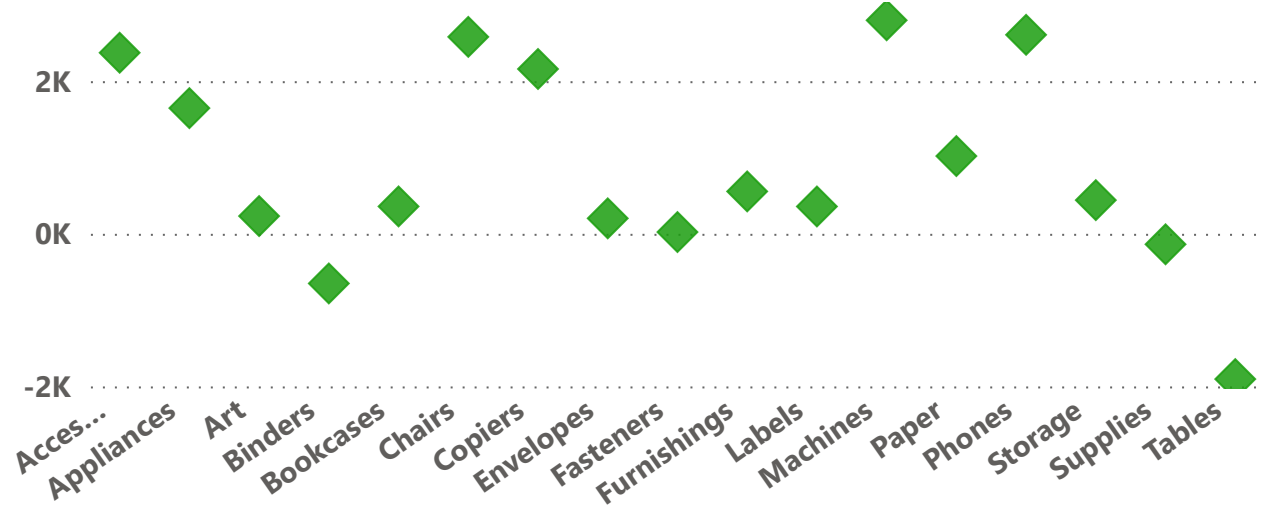 2K
0K
-2K
Acces...
Appliances
Art
Binders
Bookcases
Chairs
Copiers
Envelopes
Fasteners
Furnishings
Labels
Machines
Paper
Phones
Storage
Supplies
Tables